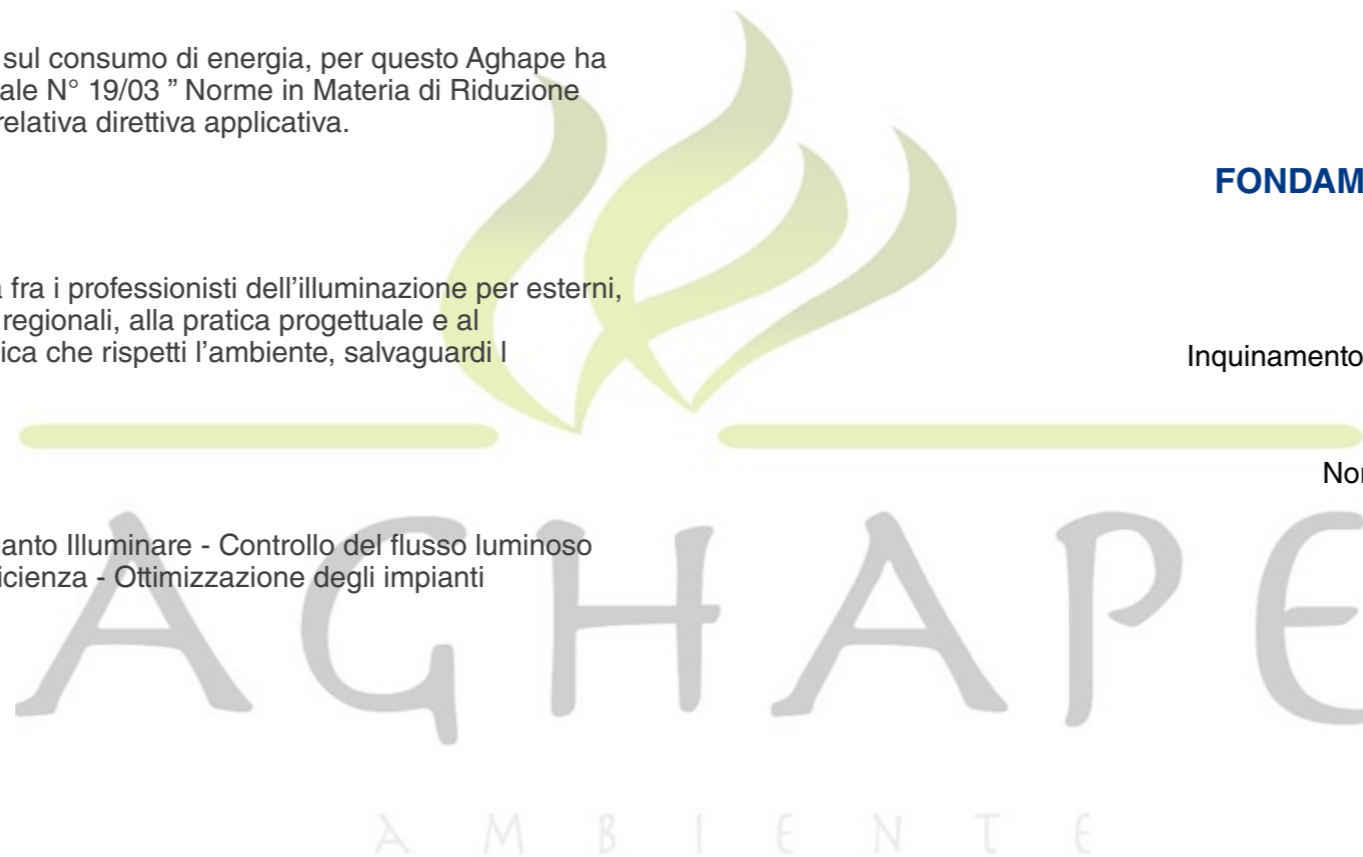 sul consumo di energia, per questo Aghape ha
ale N° 19/03 ” Norme in Materia di Riduzione
relativa direttiva applicativa.
fra i professionisti dell’illuminazione per esterni,
regionali, alla pratica progettuale e al
ica che rispetti l’ambiente, salvaguardi l
anto Illuminare - Controllo del flusso luminoso
icienza - Ottimizzazione degli impianti
FONDAM
Inquinamento
Nor
AGHAPE
AMBIENTE